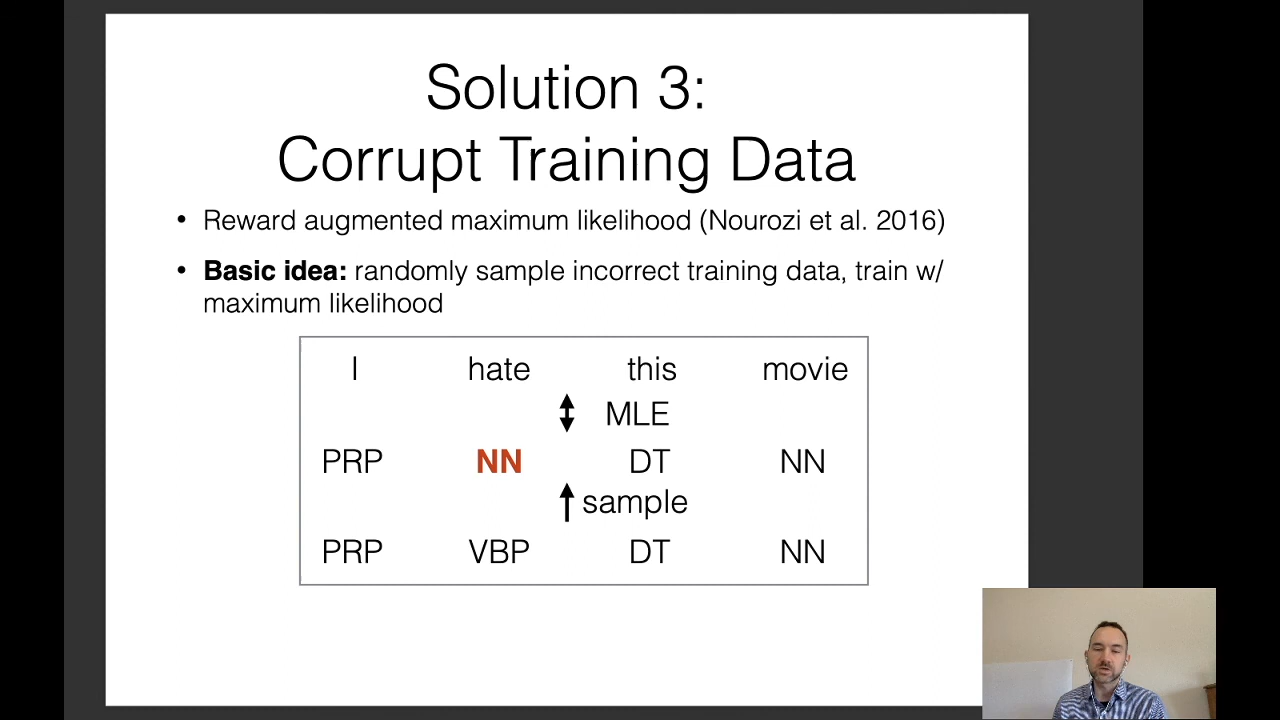 Solution 3:
Corrupt Training Data
• Reward augmented maximum likelihood (Nourozi et al. 2016)
• Basic idea: randomly sample incorrect training data, train w/
maximum likelihood
I hate this movie
MLE
PRP NN DT NN
sample
PRP VBP DT NN